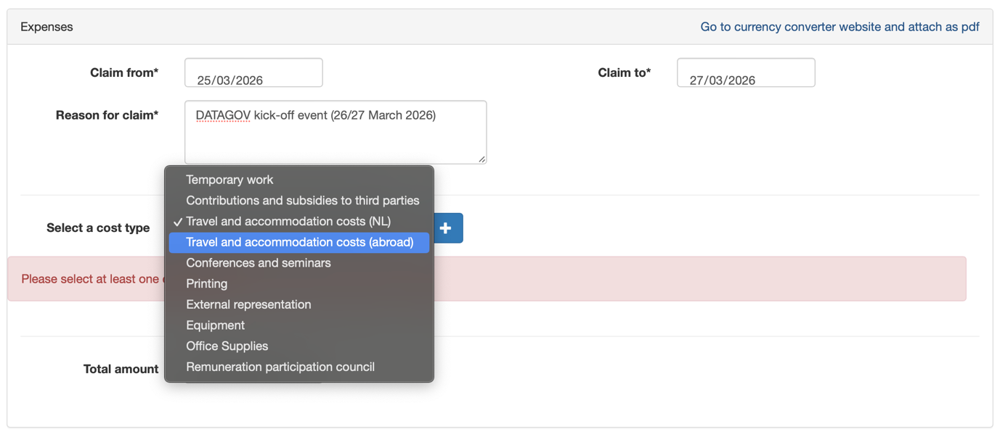 Expenses
Go to currency converter website and attach as pdf
Claim from*
25/03/2026
Claim to*
27/03/2026
Reason for claim*
DATAGOV kick-off event (26/27 March 2026)
Temporary work
Contributions and subsidies to third parties
Select a cost type
✓ Travel and accommodation costs (NL)
+
Travel and accommodation costs (abroad)
Conferences and seminars
Please select at least one
Printing
External representation
Equipment
Office Supplies
Total amount
Remuneration participation council